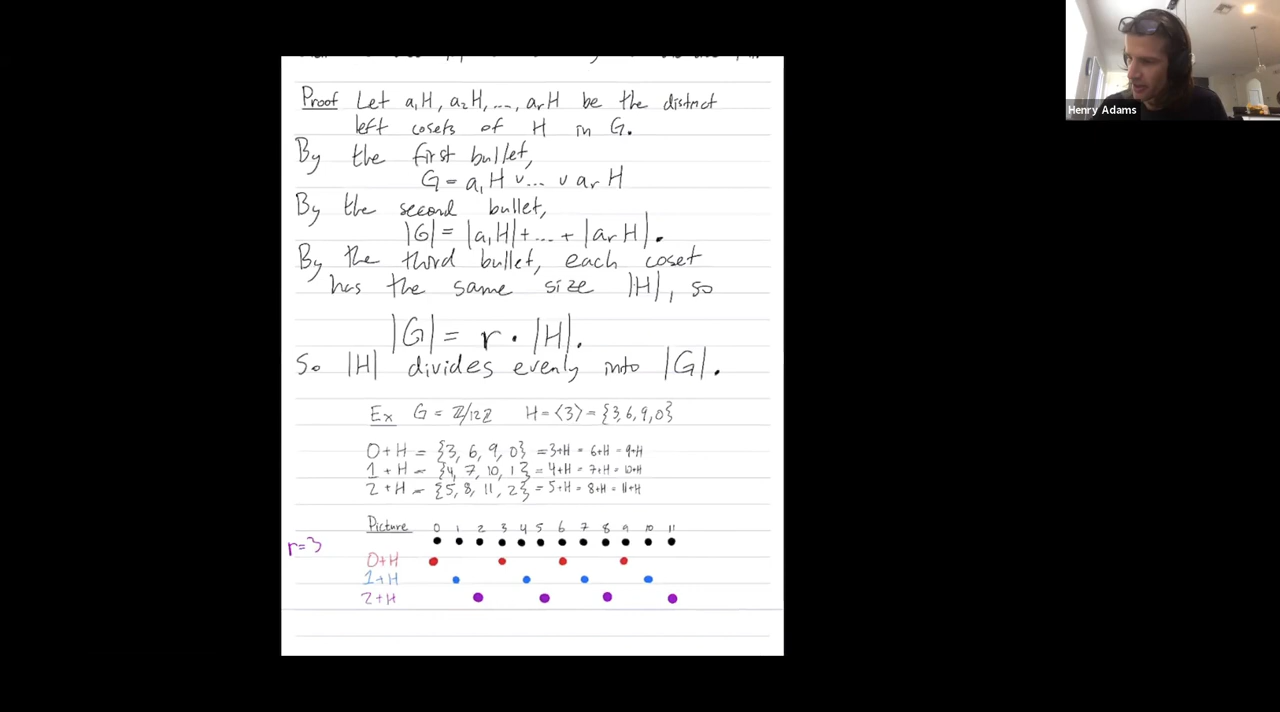 Proof Let a₁H, a₂H, ..., aᵣH be the distinct
left cosets of H in G.
By the first bullet,
G = a₁H ∪ ... ∪ aᵣH
By the second bullet,
|G| = |a₁H| + ... + |aᵣH|.
By the third bullet, each coset
has the same size |H|, so
|G| = r · |H|.
So |H| divides evenly into |G|.
Ex G = ℤ/12ℤ H = ⟨3⟩ = {3, 6, 9, 0}
0+H = {3, 6, 9, 0} = 3+H = 6+H = 9+H
1+H = {4, 7, 10, 1} = 4+H = 7+H = 10+H
2+H = {5, 8, 11, 2} = 5+H = 8+H = 11+H
Picture 0 1 2 3 4 5 6 7 8 9 10 11
r=3
0+H
1+H
2+H
Henry Adams